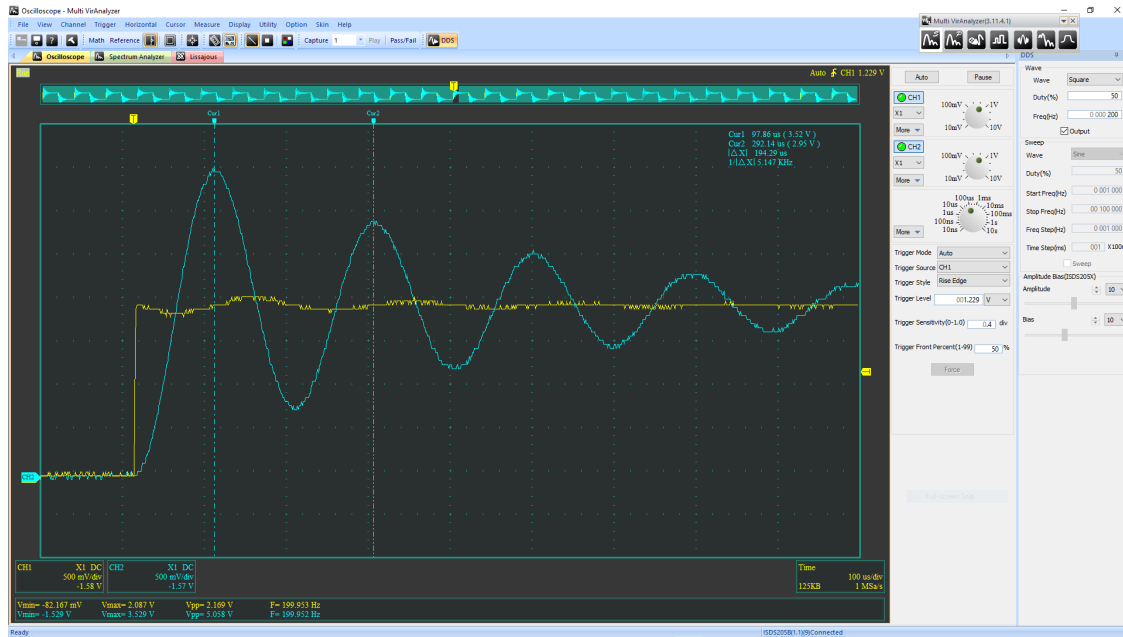 Oscilloscope - Multi VirAnalyzer
File View Channel Trigger Horizontal Cursor Measure Display Utility Option Skin Help
Multi VirAnalyzer(3.11.4.1)
Math Reference Capture 1 Play Pass/Fail DDS
Oscilloscope Spectrum Analyzer Lissajous
DDS
Run
Auto CH1 1.229 V
T
T Cur1 Cur2
Cur1 97.86 us ( 3.52 V )
Cur2 292.14 us ( 2.95 V )
|△X| 194.29 us
1/|△X| 5.147 KHz
CH2
CH1 X1 DC
500 mV/div
-1.58 V
CH2 X1 DC
500 mV/div
-1.57 V
Time
100 us/div
125KB 1 MSa/s
Vmin= -82.167 mV Vmax= 2.087 V Vpp= 2.169 V F= 199.953 Hz
Vmin= -1.529 V Vmax= 3.529 V Vpp= 5.058 V F= 199.952 Hz
Auto Pause
CH1
X1
More
100mV 1V
10mV 10V
CH2
X1
More
100mV 1V
10mV 10V
100us 1ms
10us 10ms
1us 100ms
100ns 1s
10ns 10s
More
Trigger Mode Auto
Trigger Source CH1
Trigger Style Rise Edge
Trigger Level 001.229 V
Trigger Sensitivity(0-1.0) 0.4 div
Trigger Front Percent(1-99) 50 %
Force
Wave
Wave Square
Duty(%) 50
Freq(Hz) 0 000 200
Output
Sweep
Wave Sine
Duty(%) 50
Start Freq(Hz) 0 001 000
Stop Freq(Hz) 00 100 000
Freq Step(Hz) 0 001 000
Time Step(ms) 001 X100m
Sweep
Amplitude Bias(ISDS205X)
Amplitude 10
Bias 10
Ready
ISDS205B(1.1)(9)Connected